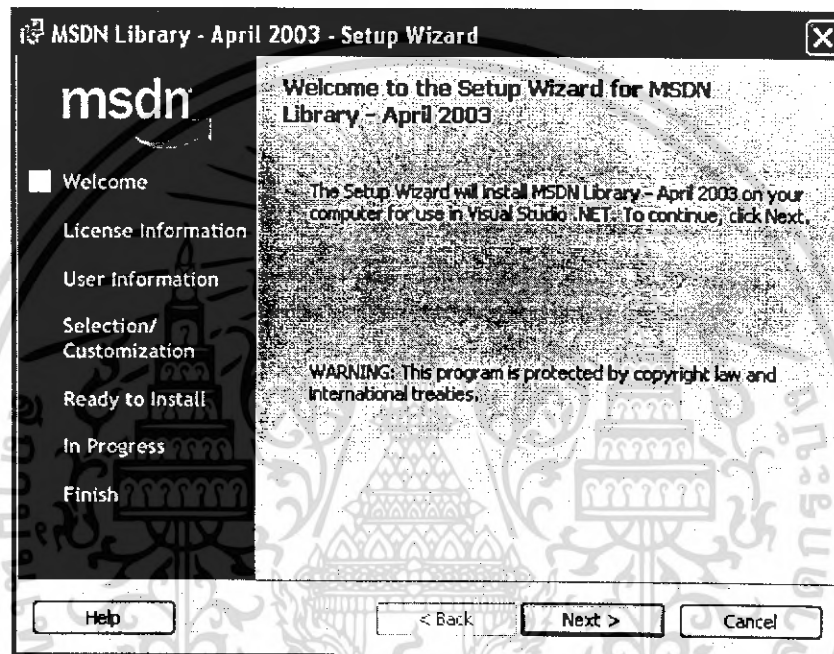 MSDN Library - April 2003 - Setup Wizard
msdn
Welcome
License Information
User Information
Selection/
Customization
Ready to Install
In Progress
Finish
Welcome to the Setup Wizard for MSDN
Library - April 2003
The Setup Wizard will install MSDN Library - April 2003 on your
computer for use in Visual Studio .NET. To continue, click Next.
WARNING: This program is protected by copyright law and
international treaties.
Help
< Back
Next >
Cancel